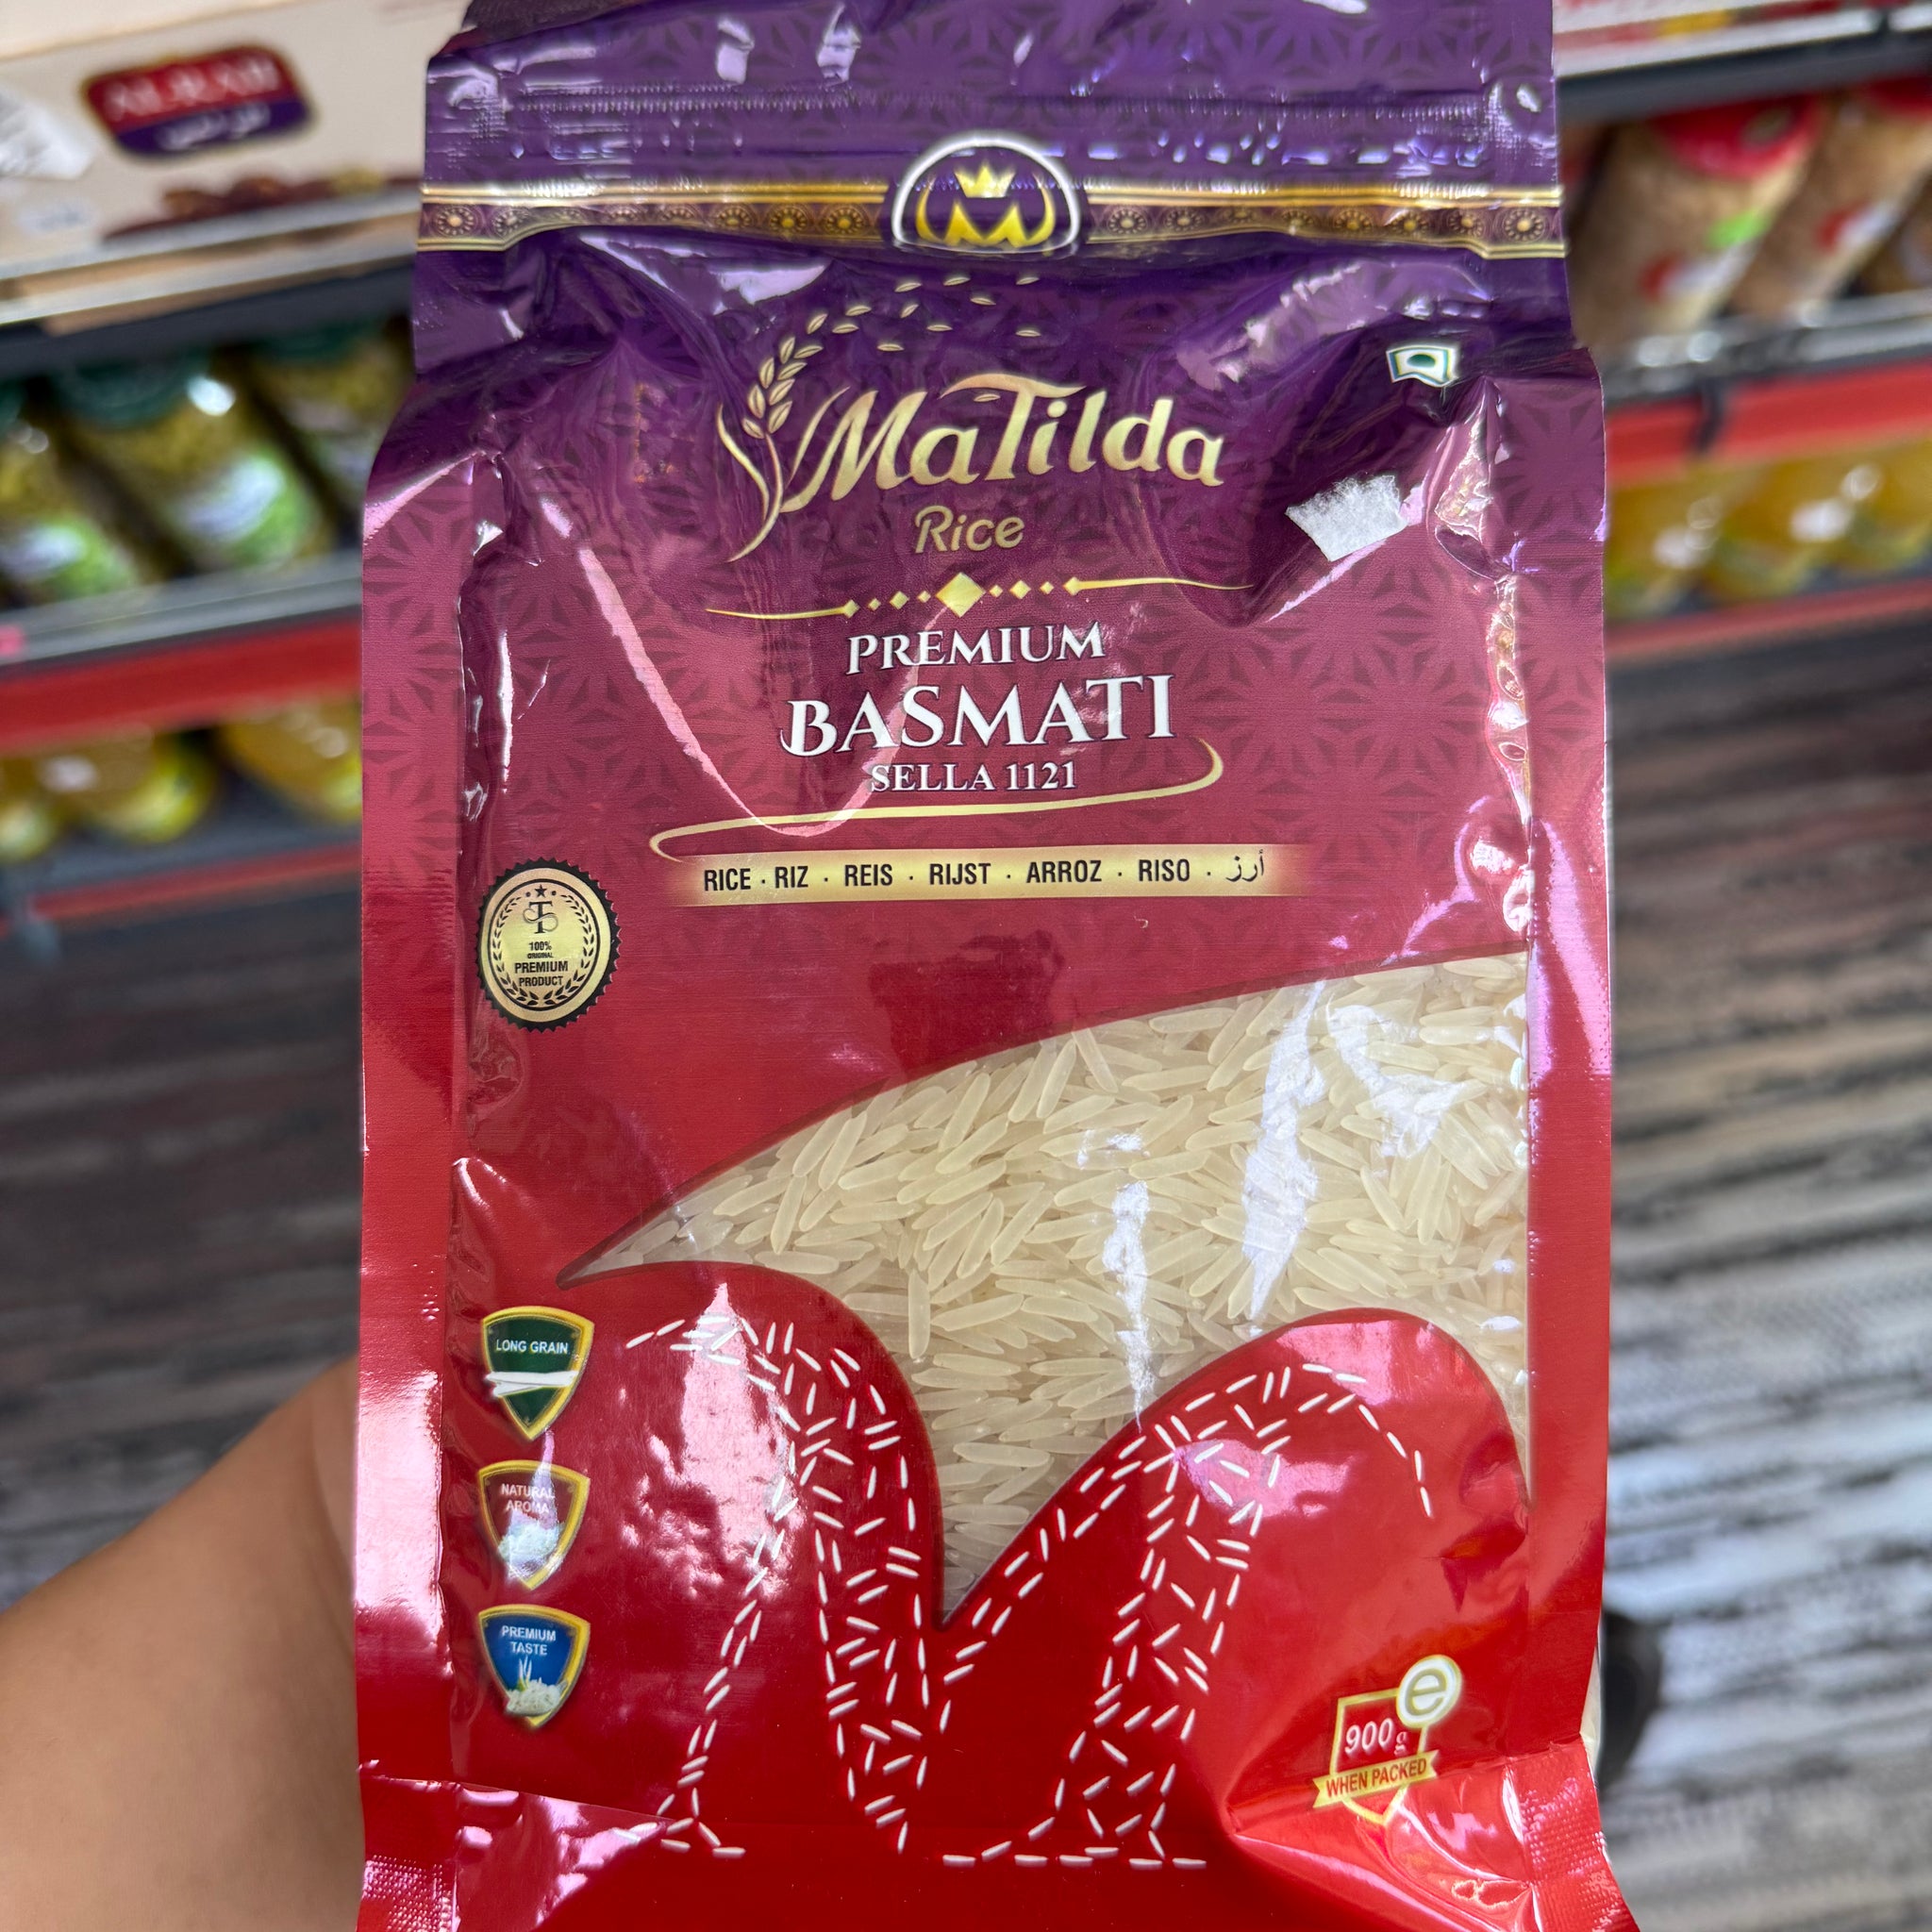 MaTilda
Rice
PREMIUM
BASMATI
SELLA 1121
RICE · RIZ · REIS · RIJST · ARROZ · RISO · أرز
100%
ORIGINAL
PREMIUM
PRODUCT
LONG GRAIN
NATURAL
AROMA
PREMIUM
TASTE
e
900g
WHEN PACKED